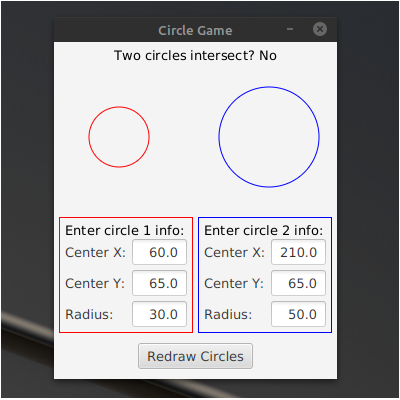 Circle Game
Two circles intersect? No
Enter circle 1 info:
Center X: 60.0
Center Y: 65.0
Radius: 30.0
Enter circle 2 info:
Center X: 210.0
Center Y: 65.0
Radius: 50.0
Redraw Circles